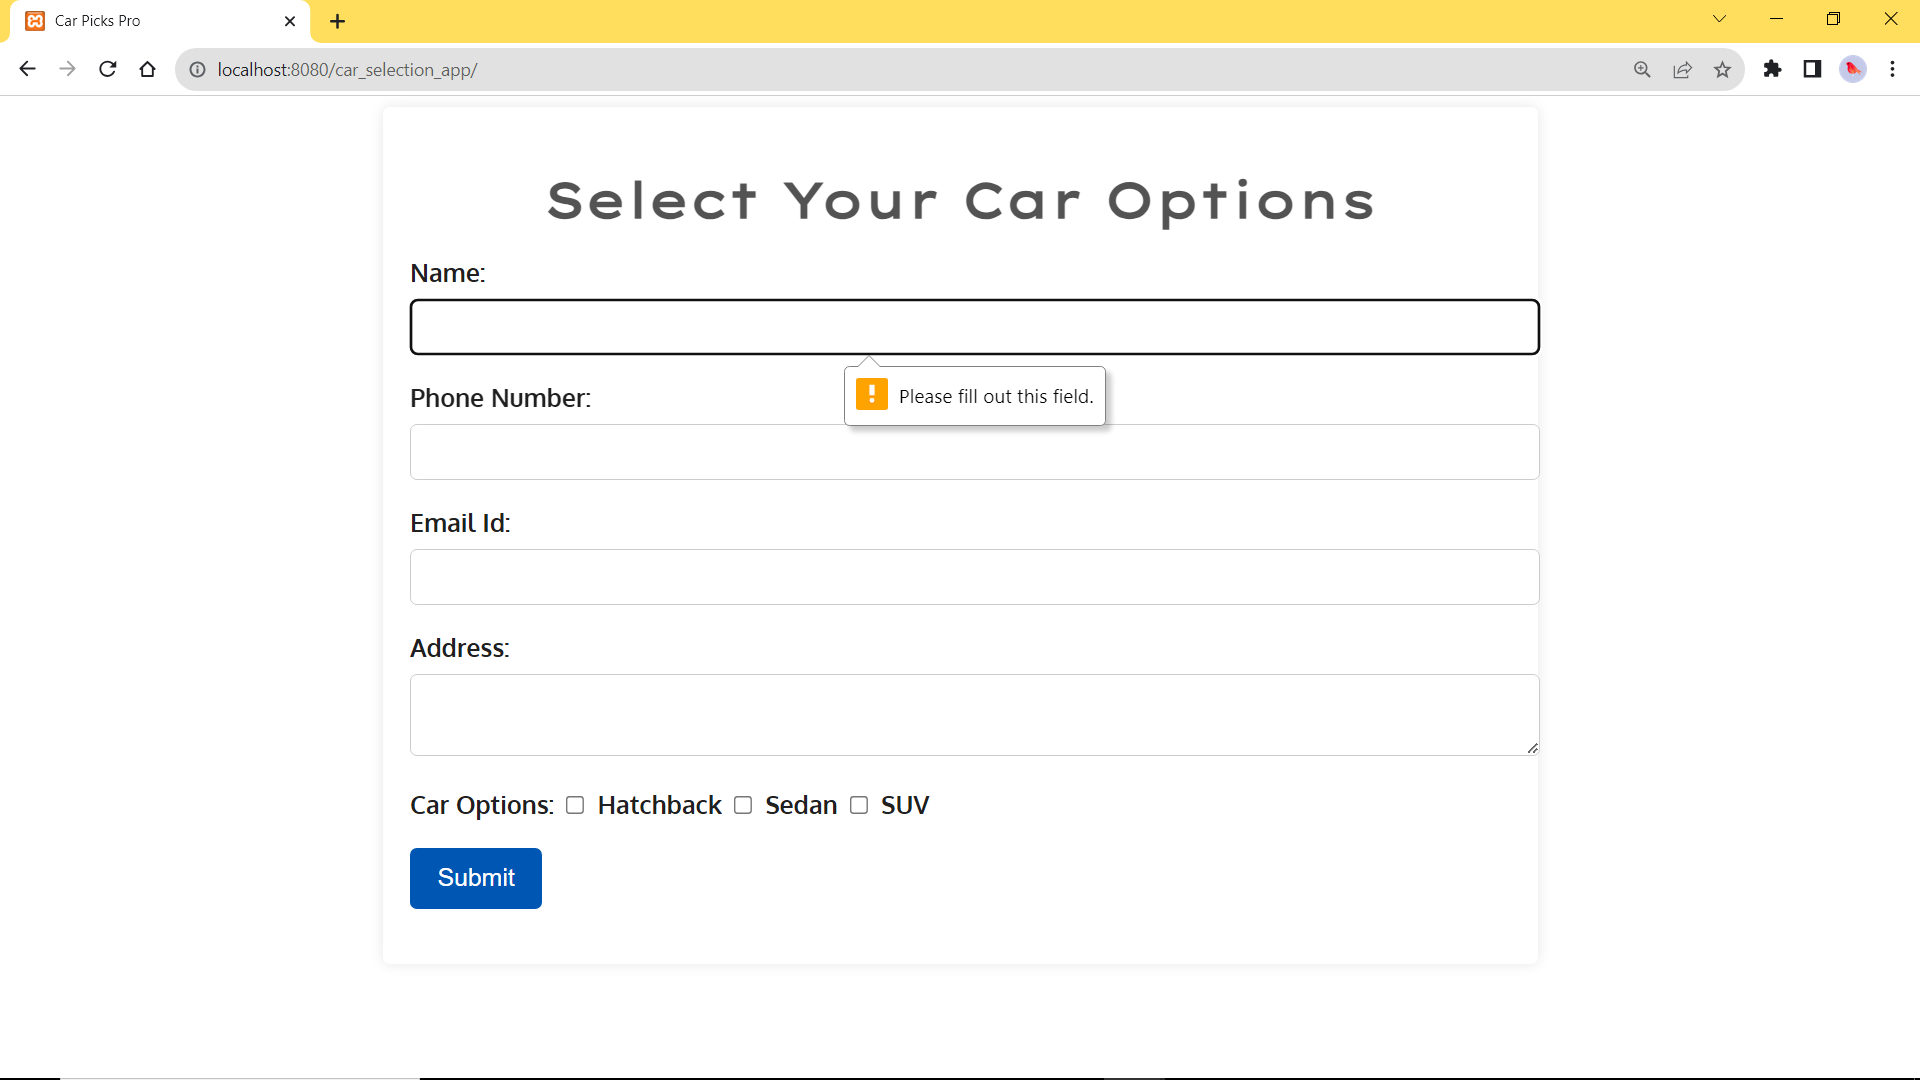 Car Picks Pro
localhost:8080/car_selection_app/
Select Your Car Options
Name:
Please fill out this field.
Phone Number:
Email Id:
Address:
Car Options: Hatchback Sedan SUV
Submit